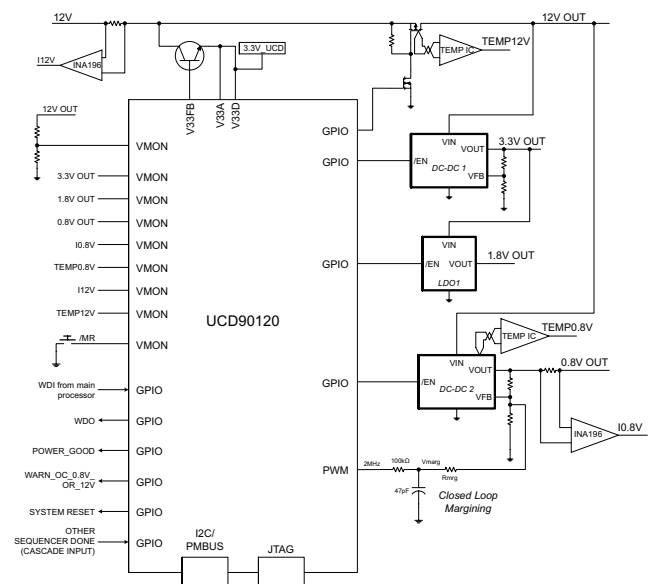 12V
12V OUT
3.3V_UCD
TEMP IC
TEMP12V
I12V
INA196
12V OUT
V33FB
V33A
V33D
GPIO
VMON
GPIO
VIN
VOUT
3.3V OUT
/EN
DC-DC 1
VFB
3.3V OUT
VMON
1.8V OUT
VMON
0.8V OUT
VMON
I0.8V
VMON
VIN
TEMP0.8V
VMON
GPIO
/EN
VOUT
1.8V OUT
LDO1
I12V
VMON
TEMP12V
VMON
UCD90120
/MR
VMON
TEMP IC
TEMP0.8V
VIN
VOUT
0.8V OUT
GPIO
/EN
DC-DC 2
VFB
WDI from main
processor
GPIO
WDO
GPIO
INA196
I0.8V
POWER_GOOD
GPIO
PWM
2MHz
100kΩ
Vmarg
Rmrg
WARN_OC_0.8V_
OR_12V
GPIO
47pF
Closed Loop
Margining
SYSTEM RESET
GPIO
OTHER
SEQUENCER DONE
(CASCADE INPUT)
GPIO
I2C/
PMBUS
JTAG